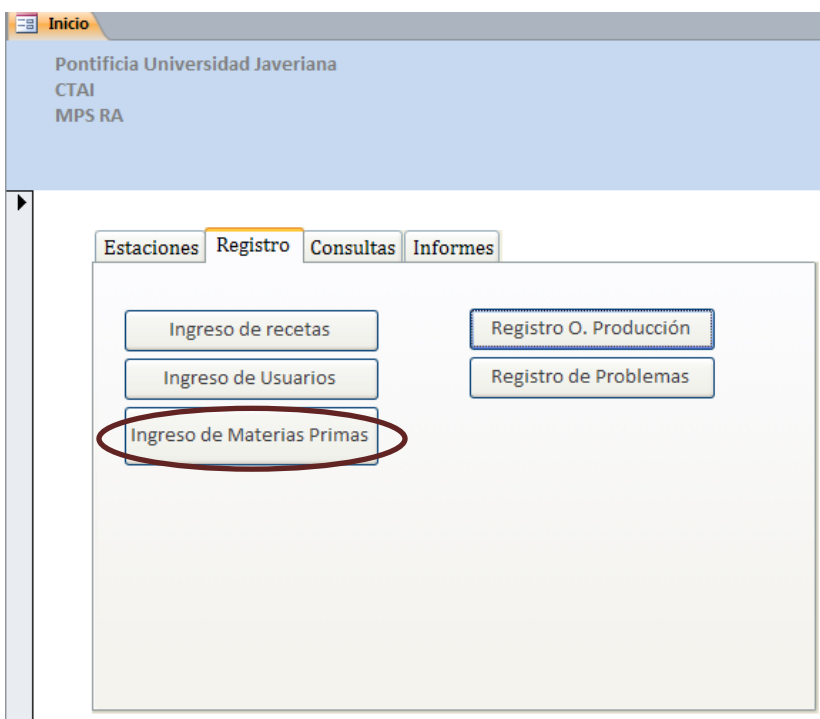 Inicio
Pontificia Universidad Javeriana
CTAI
MPS RA
Estaciones Registro Consultas Informes
Ingreso de recetas
Registro O. Producción
Ingreso de Usuarios
Registro de Problemas
Ingreso de Materias Primas